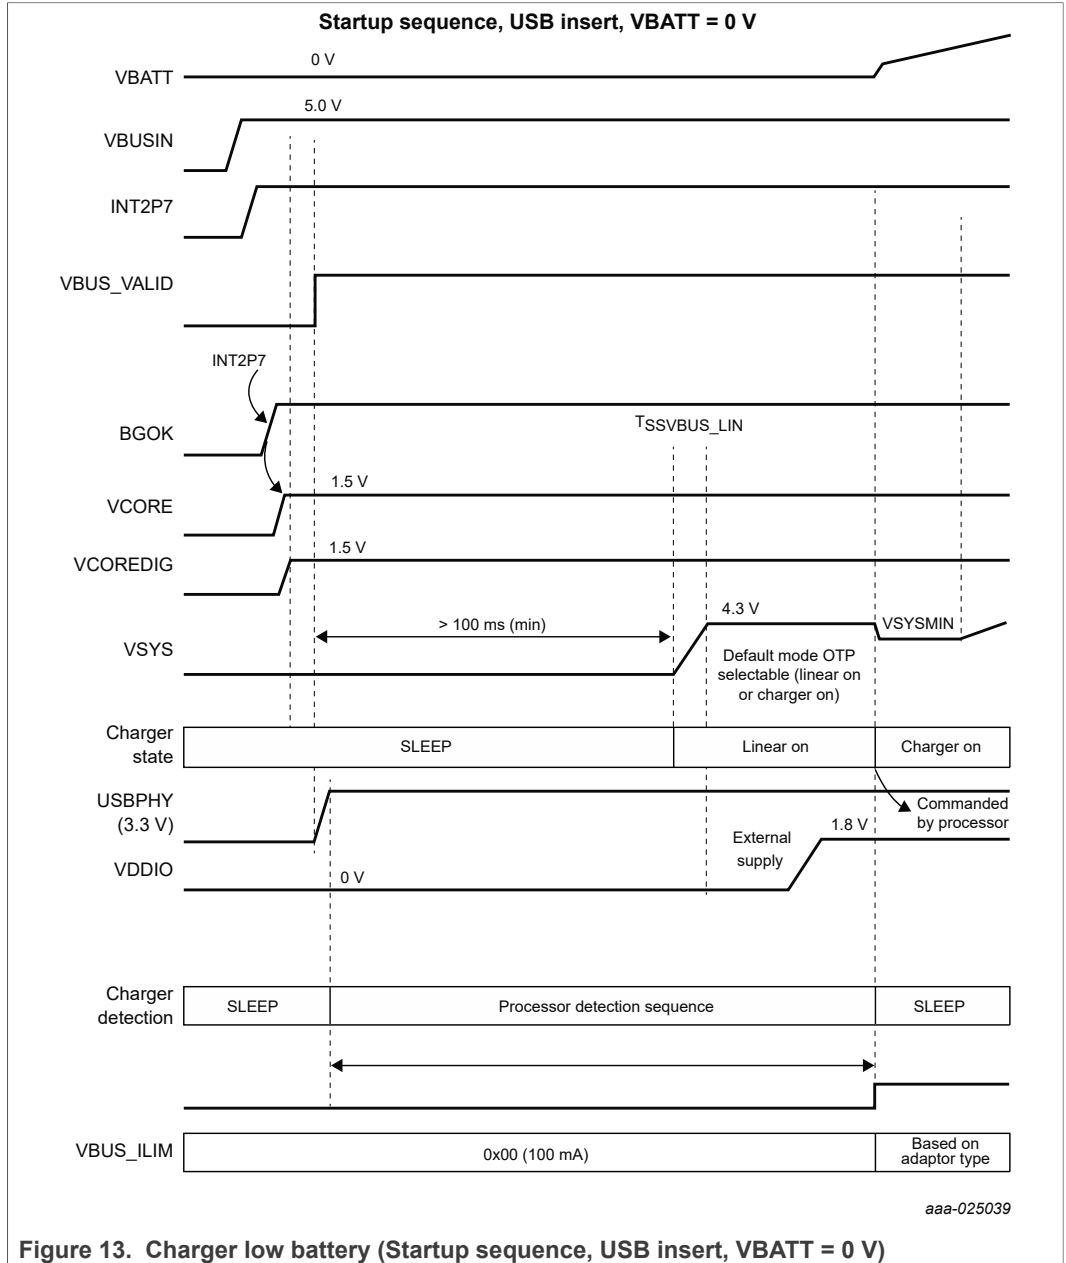 Startup sequence, USB insert, VBATT = 0 V
0 V
VBATT
5.0 V
VBUSIN
INT2P7
VBUS_VALID
INT2P7
BGOK
TSSVBUS_LIN
1.5 V
VCORE
1.5 V
VCOREDIG
4.3 V
> 100 ms (min)
VSYSMIN
VSYS
Default mode OTP
selectable (linear on
or charger on)
Charger
state
SLEEP
Linear on
Charger on
USBPHY
(3.3 V)
Commanded
by processor
1.8 V
External
supply
VDDIO
0 V
Charger
detection
SLEEP
Processor detection sequence
SLEEP
VBUS_ILIM
0x00 (100 mA)
Based on
adaptor type
aaa-025039
Figure 13. Charger low battery (Startup sequence, USB insert, VBATT = 0 V)